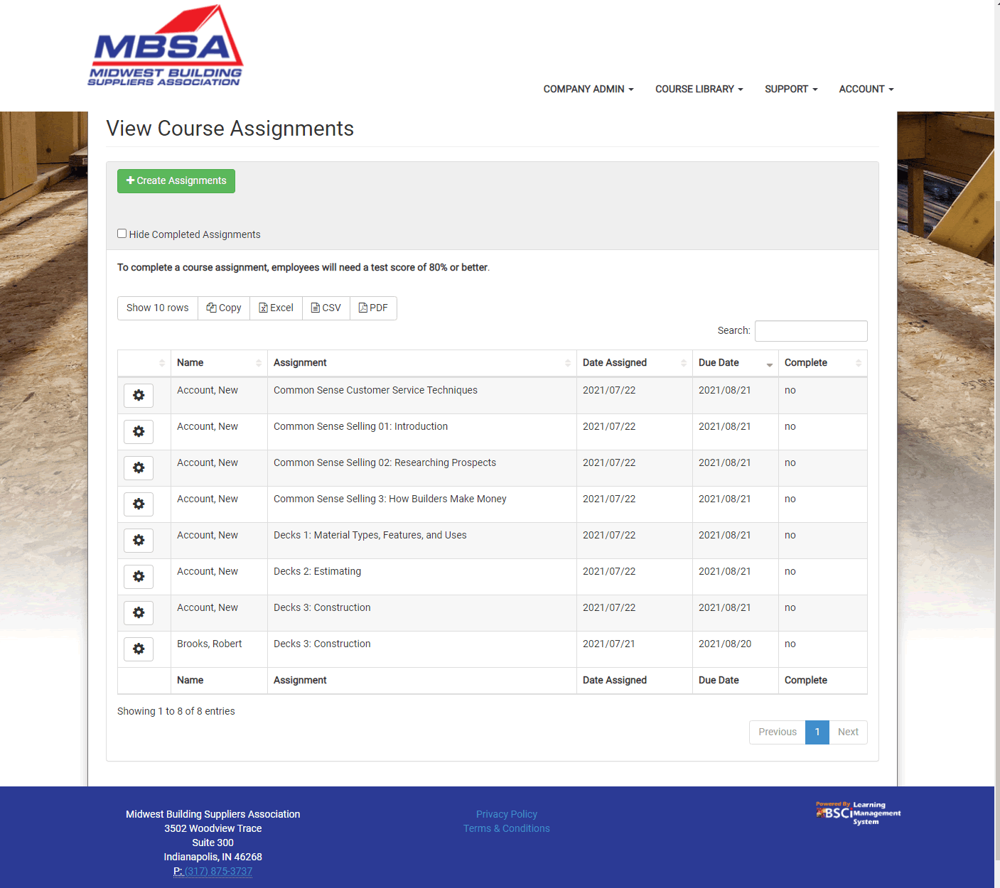 MBSA
MIDWEST BUILDING
SUPPLIERS ASSOCIATION
COMPANY ADMIN COURSE LIBRARY SUPPORT ACCOUNT
View Course Assignments
Create Assignments
Hide Completed Assignments
To complete a course assignment, employees will need a test score of 80% or better.
Show 10 rows Copy Excel CSV PDF
Search:
Name Assignment Date Assigned Due Date Complete
Account, New Common Sense Customer Service Techniques 2021/07/22 2021/08/21 no
Account, New Common Sense Selling 01: Introduction 2021/07/22 2021/08/21 no
Account, New Common Sense Selling 02: Researching Prospects 2021/07/22 2021/08/21 no
Account, New Common Sense Selling 3: How Builders Make Money 2021/07/22 2021/08/21 no
Account, New Decks 1: Material Types, Features, and Uses 2021/07/22 2021/08/21 no
Account, New Decks 2: Estimating 2021/07/22 2021/08/21 no
Account, New Decks 3: Construction 2021/07/22 2021/08/21 no
Brooks, Robert Decks 3: Construction 2021/07/21 2021/08/20 no
Name Assignment Date Assigned Due Date Complete
Showing 1 to 8 of 8 entries
Previous 1 Next
Midwest Building Suppliers Association
3502 Woodview Trace
Suite 300
Indianapolis, IN 46268
P: (317) 875-3737
Privacy Policy
Terms & Conditions
Powered By
BSCi
Learning
Management
System